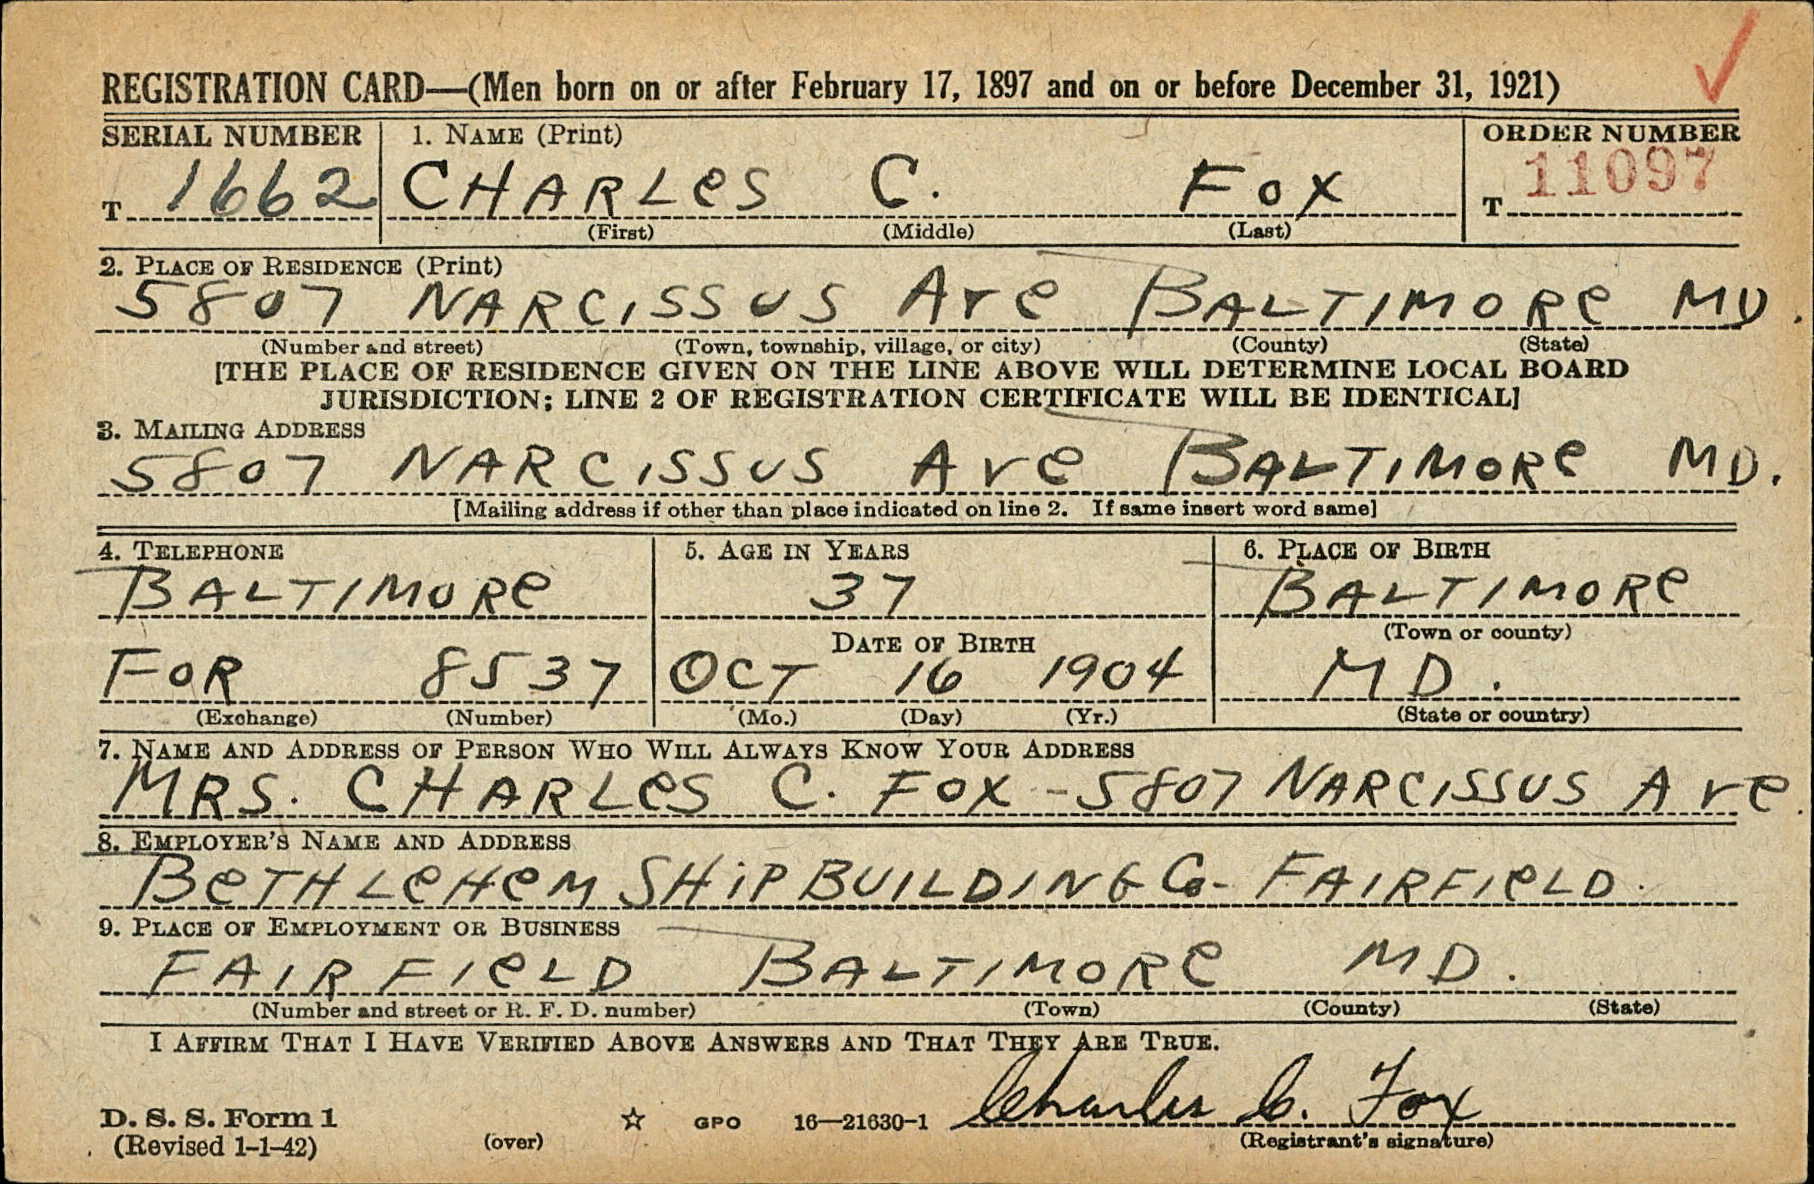 REGISTRATION CARD—(Men born on or after February 17, 1897 and on or before December 31, 1921)
SERIAL NUMBER 1. NAME (Print) ORDER NUMBER
T 1662 CHARLES C. FOX T 11097
(First) (Middle) (Last)
2. PLACE OF RESIDENCE (Print)
5807 NARCISSUS Ave BALTIMORE MD.
(Number and street) (Town, township, village, or city) (County) (State)
[THE PLACE OF RESIDENCE GIVEN ON THE LINE ABOVE WILL DETERMINE LOCAL BOARD
JURISDICTION; LINE 2 OF REGISTRATION CERTIFICATE WILL BE IDENTICAL]
3. MAILING ADDRESS
5807 NARCISSUS Ave BALTIMORE MD.
[Mailing address if other than place indicated on line 2. If same insert word same]
4. TELEPHONE 5. AGE IN YEARS 6. PLACE OF BIRTH
BALTIMORE 37 BALTIMORE
DATE OF BIRTH (Town or county)
FOR 8537 OCT 16 1904 MD.
(Exchange) (Number) (Mo.) (Day) (Yr.) (State or country)
7. NAME AND ADDRESS OF PERSON WHO WILL ALWAYS KNOW YOUR ADDRESS
MRS. CHARLES C. FOX - 5807 NARCISSUS Ave.
8. EMPLOYER'S NAME AND ADDRESS
BETHLEHEM SHIPBUILDING Co- FAIRFIELD.
9. PLACE OF EMPLOYMENT OR BUSINESS
FAIRFIELD BALTIMORE MD.
(Number and street or R. F. D. number) (Town) (County) (State)
I AFFIRM THAT I HAVE VERIFIED ABOVE ANSWERS AND THAT THEY ARE TRUE.
D. S. S. Form 1 ☆ GPO 16—21630-1 Charles C. Fox
(Revised 1-1-42) (over) (Registrant's signature)